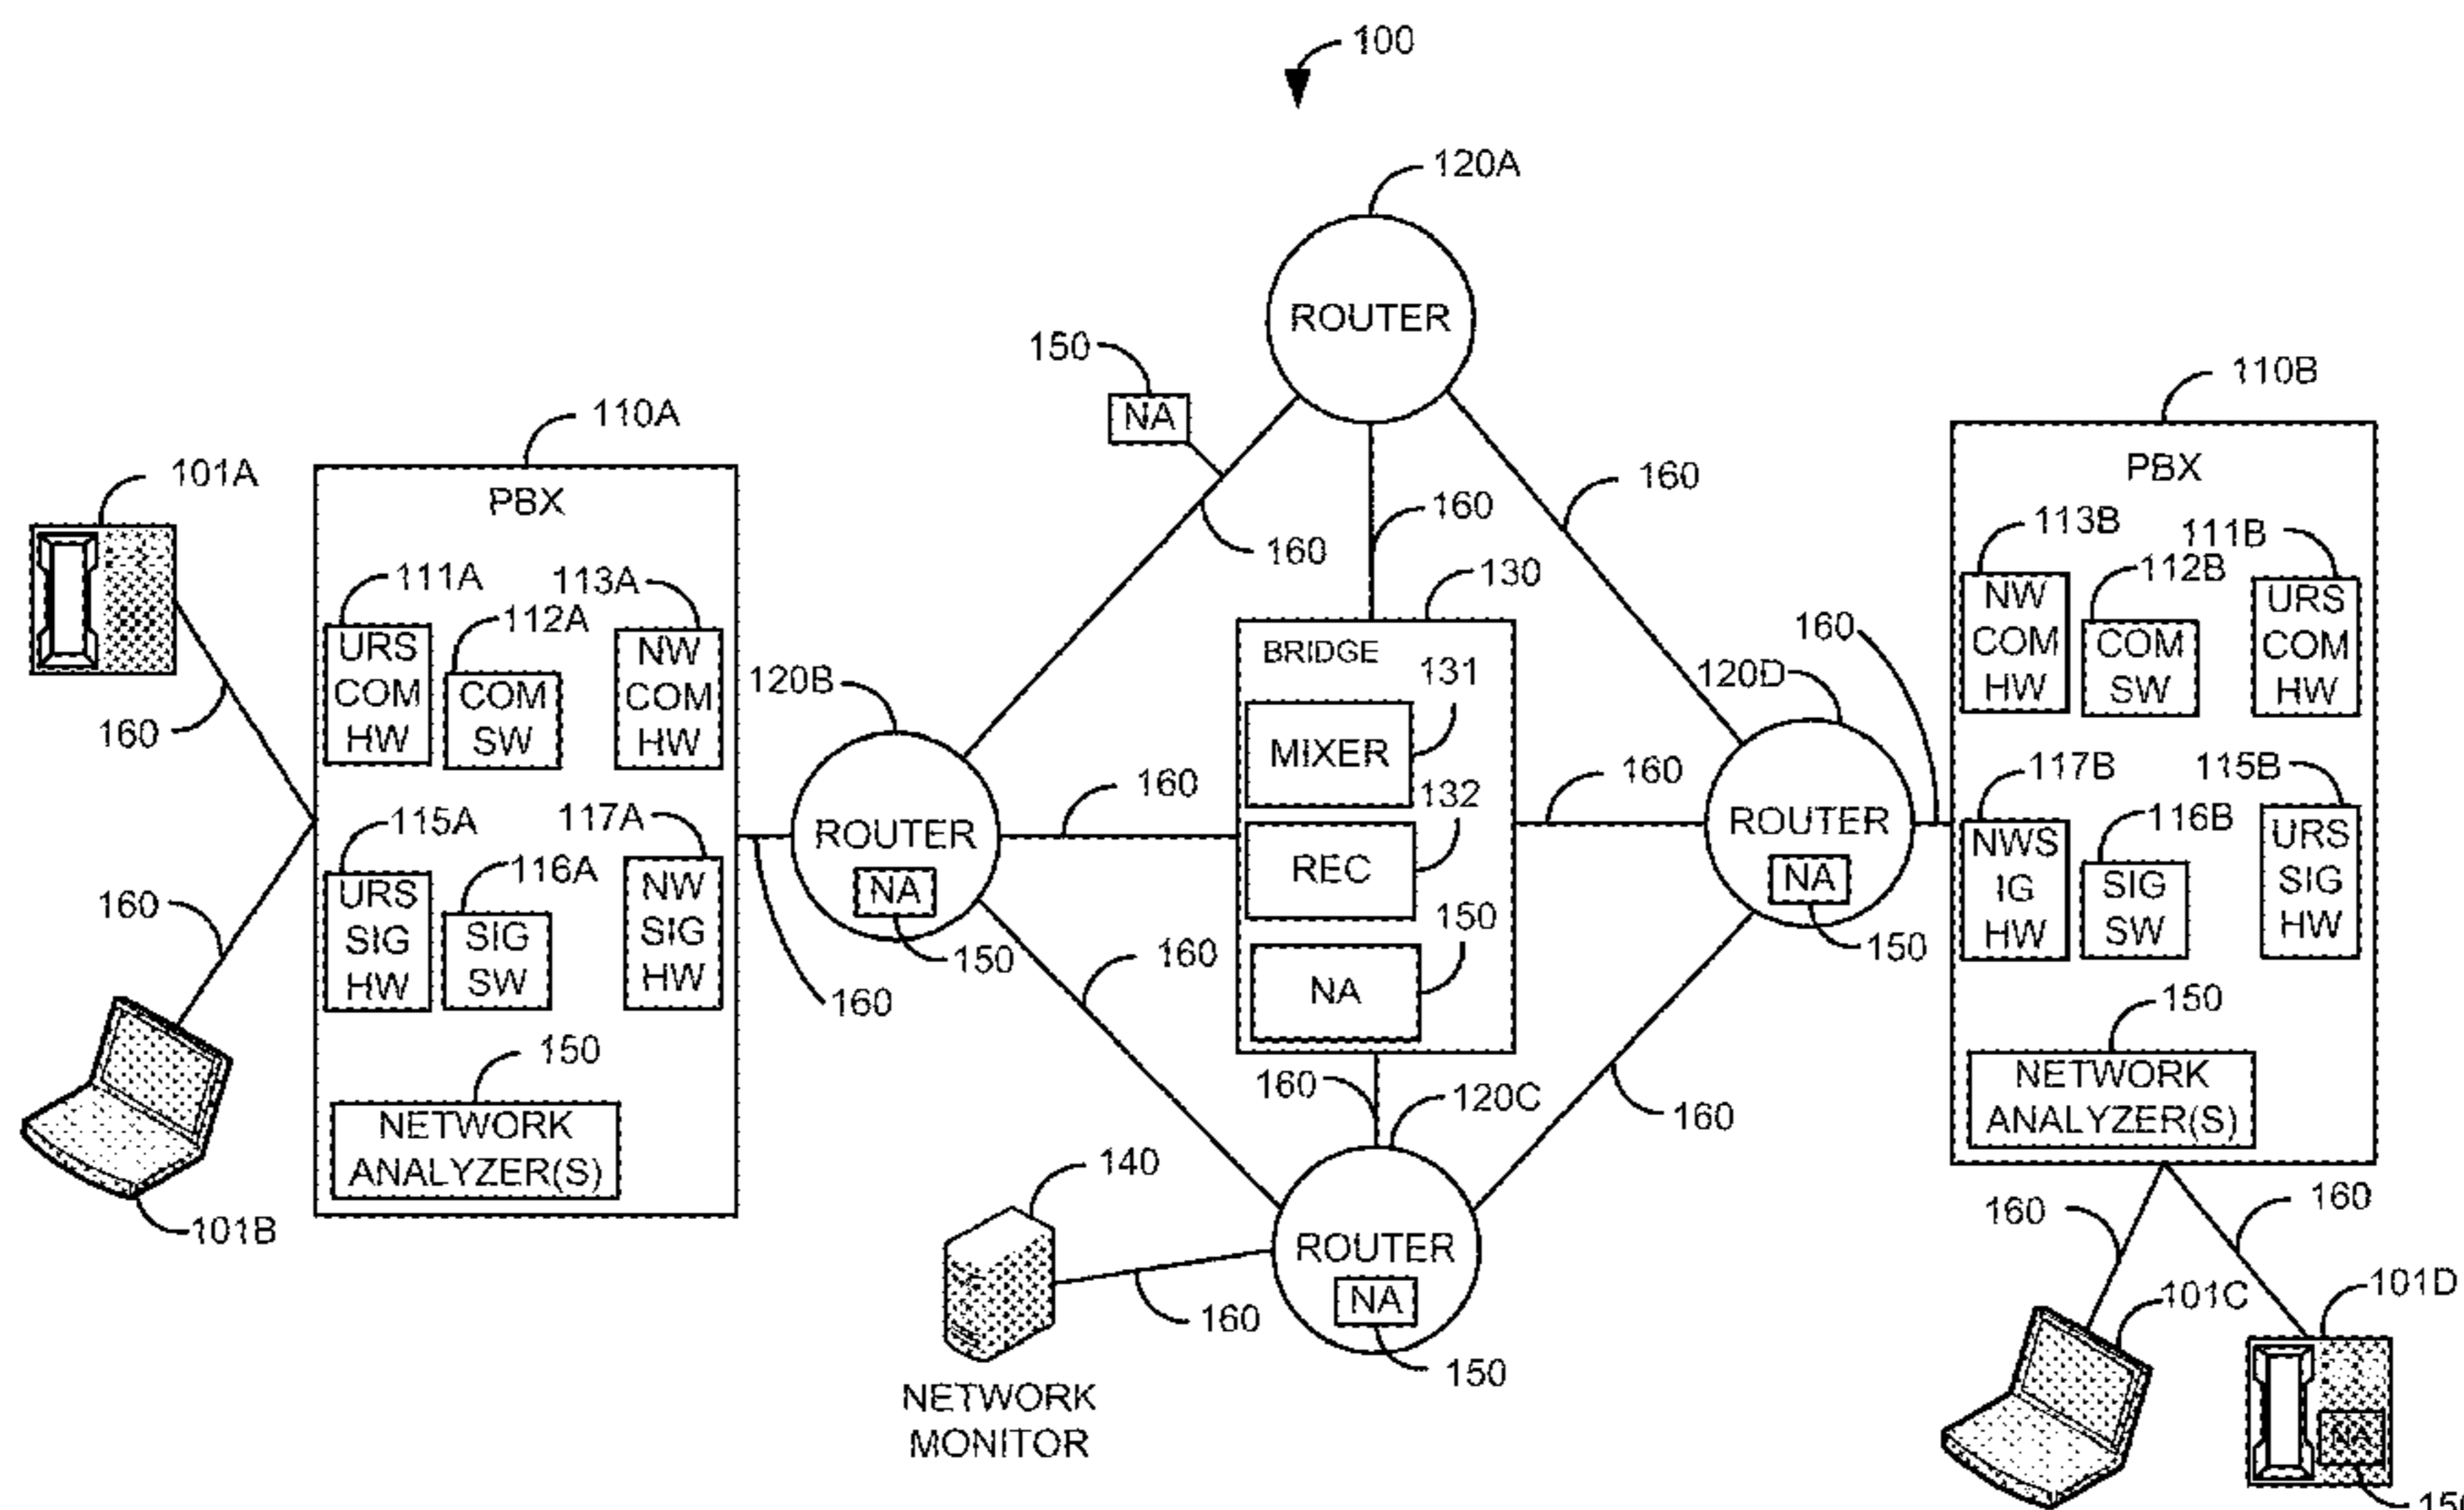 100
120A
ROUTER
150
NA
160
160
160
110A
PBX
101A
160
160
101B
111A
URS
COM
HW
112A
COM
SW
113A
NW
COM
HW
115A
URS
SIG
HW
116A
SIG
SW
117A
NW
SIG
HW
150
NETWORK
ANALYZER(S)
160
120B
ROUTER
NA
150
160
160
130
BRIDGE
131
MIXER
132
REC
150
NA
160
160
120D
ROUTER
NA
150
160
160
120C
ROUTER
NA
150
140
160
NETWORK
MONITOR
110B
PBX
113B
NW
COM
HW
112B
COM
SW
111B
URS
COM
HW
117B
NWS
IG
HW
116B
SIG
SW
115B
URS
SIG
HW
150
NETWORK
ANALYZER(S)
160
160
101C
101D
NA